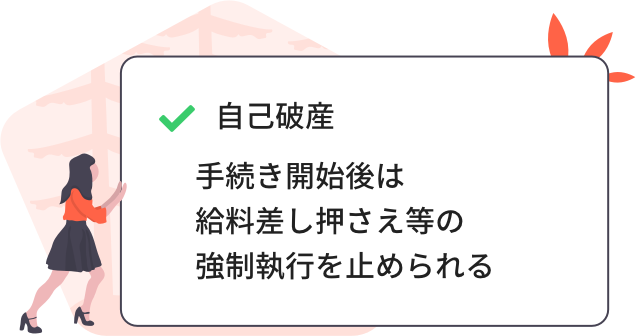 自己破産
手続き開始後は
給料差し押さえ等の
強制執行を止められる